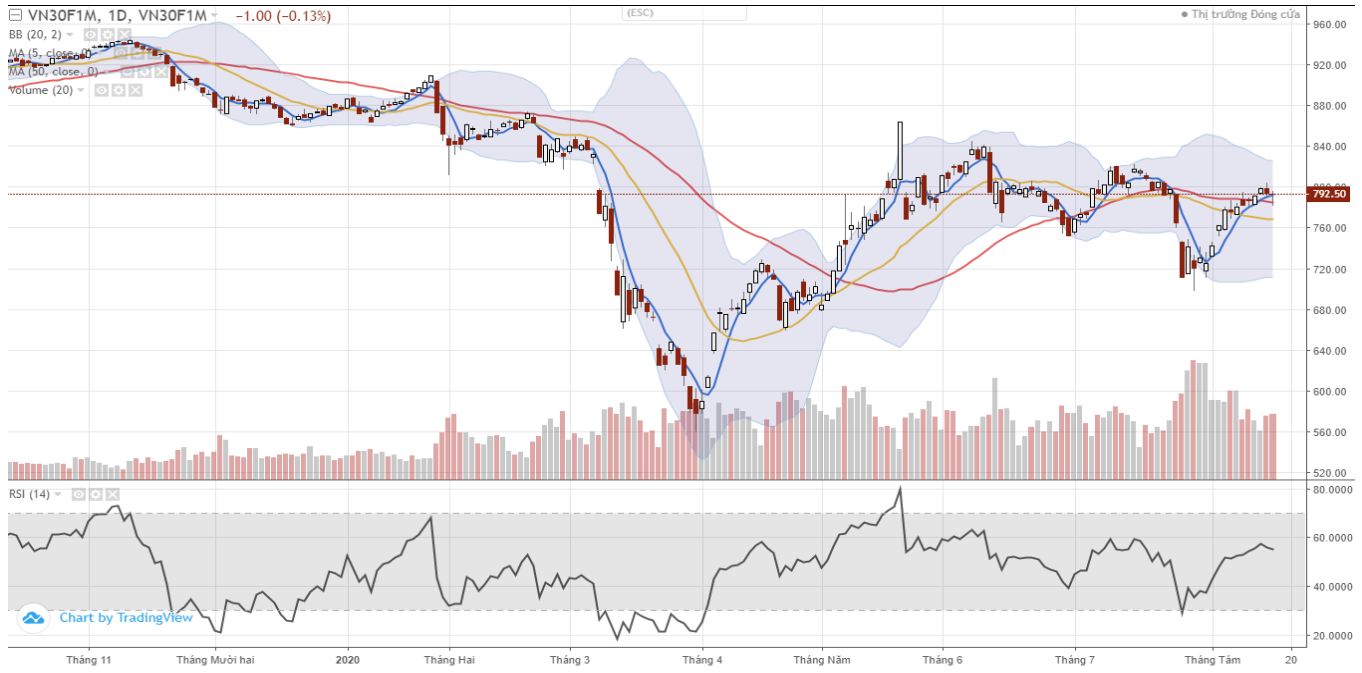 VN30F1M, 1D, VN30F1M −1.00 (−0.13%)
(ESC)
Thị trường Đóng cửa
BB (20, 2)
MA (5, close, 0)
MA (50, close, 0)
Volume (20)
960.00
920.00
880.00
840.00
800.00
792.50
760.00
720.00
680.00
640.00
600.00
560.00
520.00
RSI (14)
80.0000
60.0000
40.0000
20.0000
Chart by TradingView
Tháng 11 Tháng Mười hai 2020 Tháng Hai Tháng 3 Tháng 4 Tháng Năm Tháng 6 Tháng 7 Tháng Tám 20